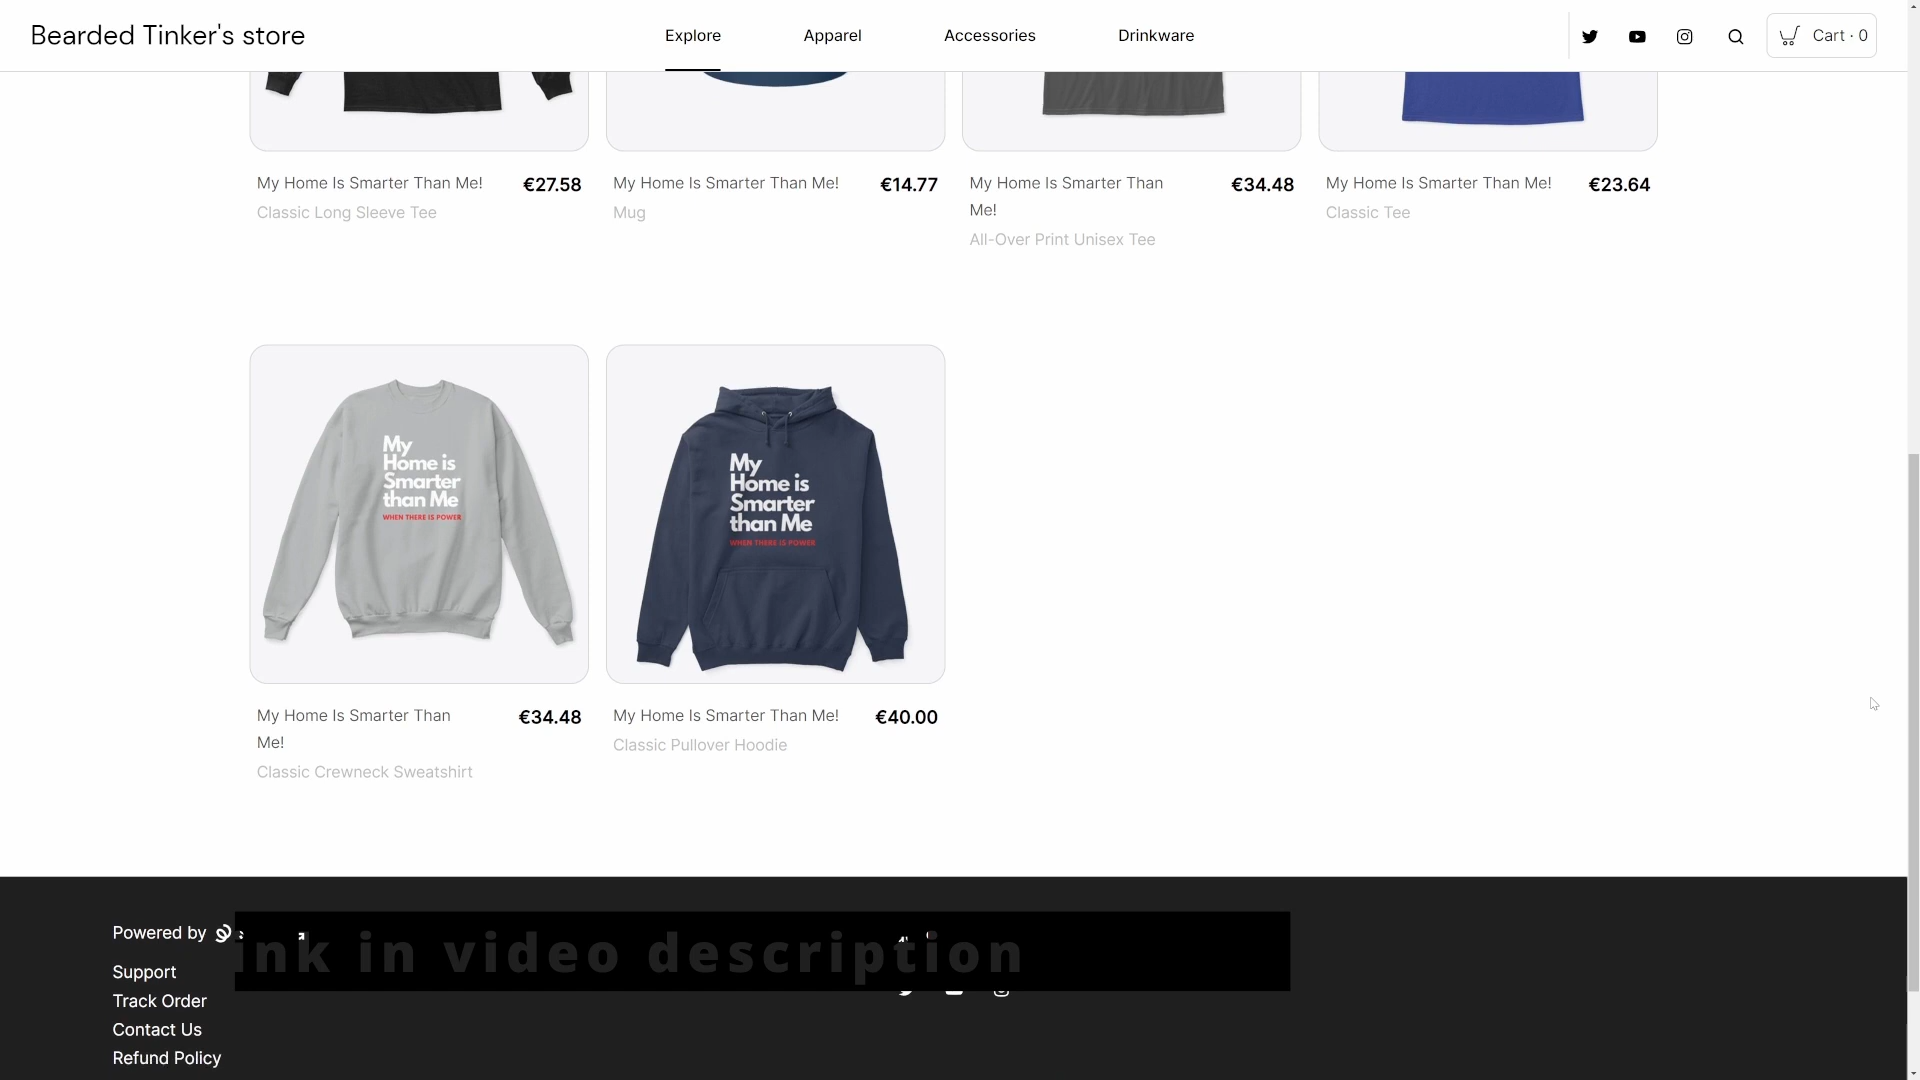 Bearded Tinker's store
Explore
Apparel
Accessories
Drinkware
Cart · 0
My Home Is Smarter Than Me!
€27.58
Classic Long Sleeve Tee
My Home Is Smarter Than Me!
€14.77
Mug
My Home Is Smarter Than
Me!
€34.48
All-Over Print Unisex Tee
My Home Is Smarter Than Me!
€23.64
Classic Tee
My
Home is
Smarter
than Me
WHEN THERE IS POWER
My
Home is
Smarter
than Me
WHEN THERE IS POWER
My Home Is Smarter Than
Me!
€34.48
Classic Crewneck Sweatshirt
My Home Is Smarter Than Me!
€40.00
Classic Pullover Hoodie
Powered by
in video description
Support
Track Order
Contact Us
Refund Policy